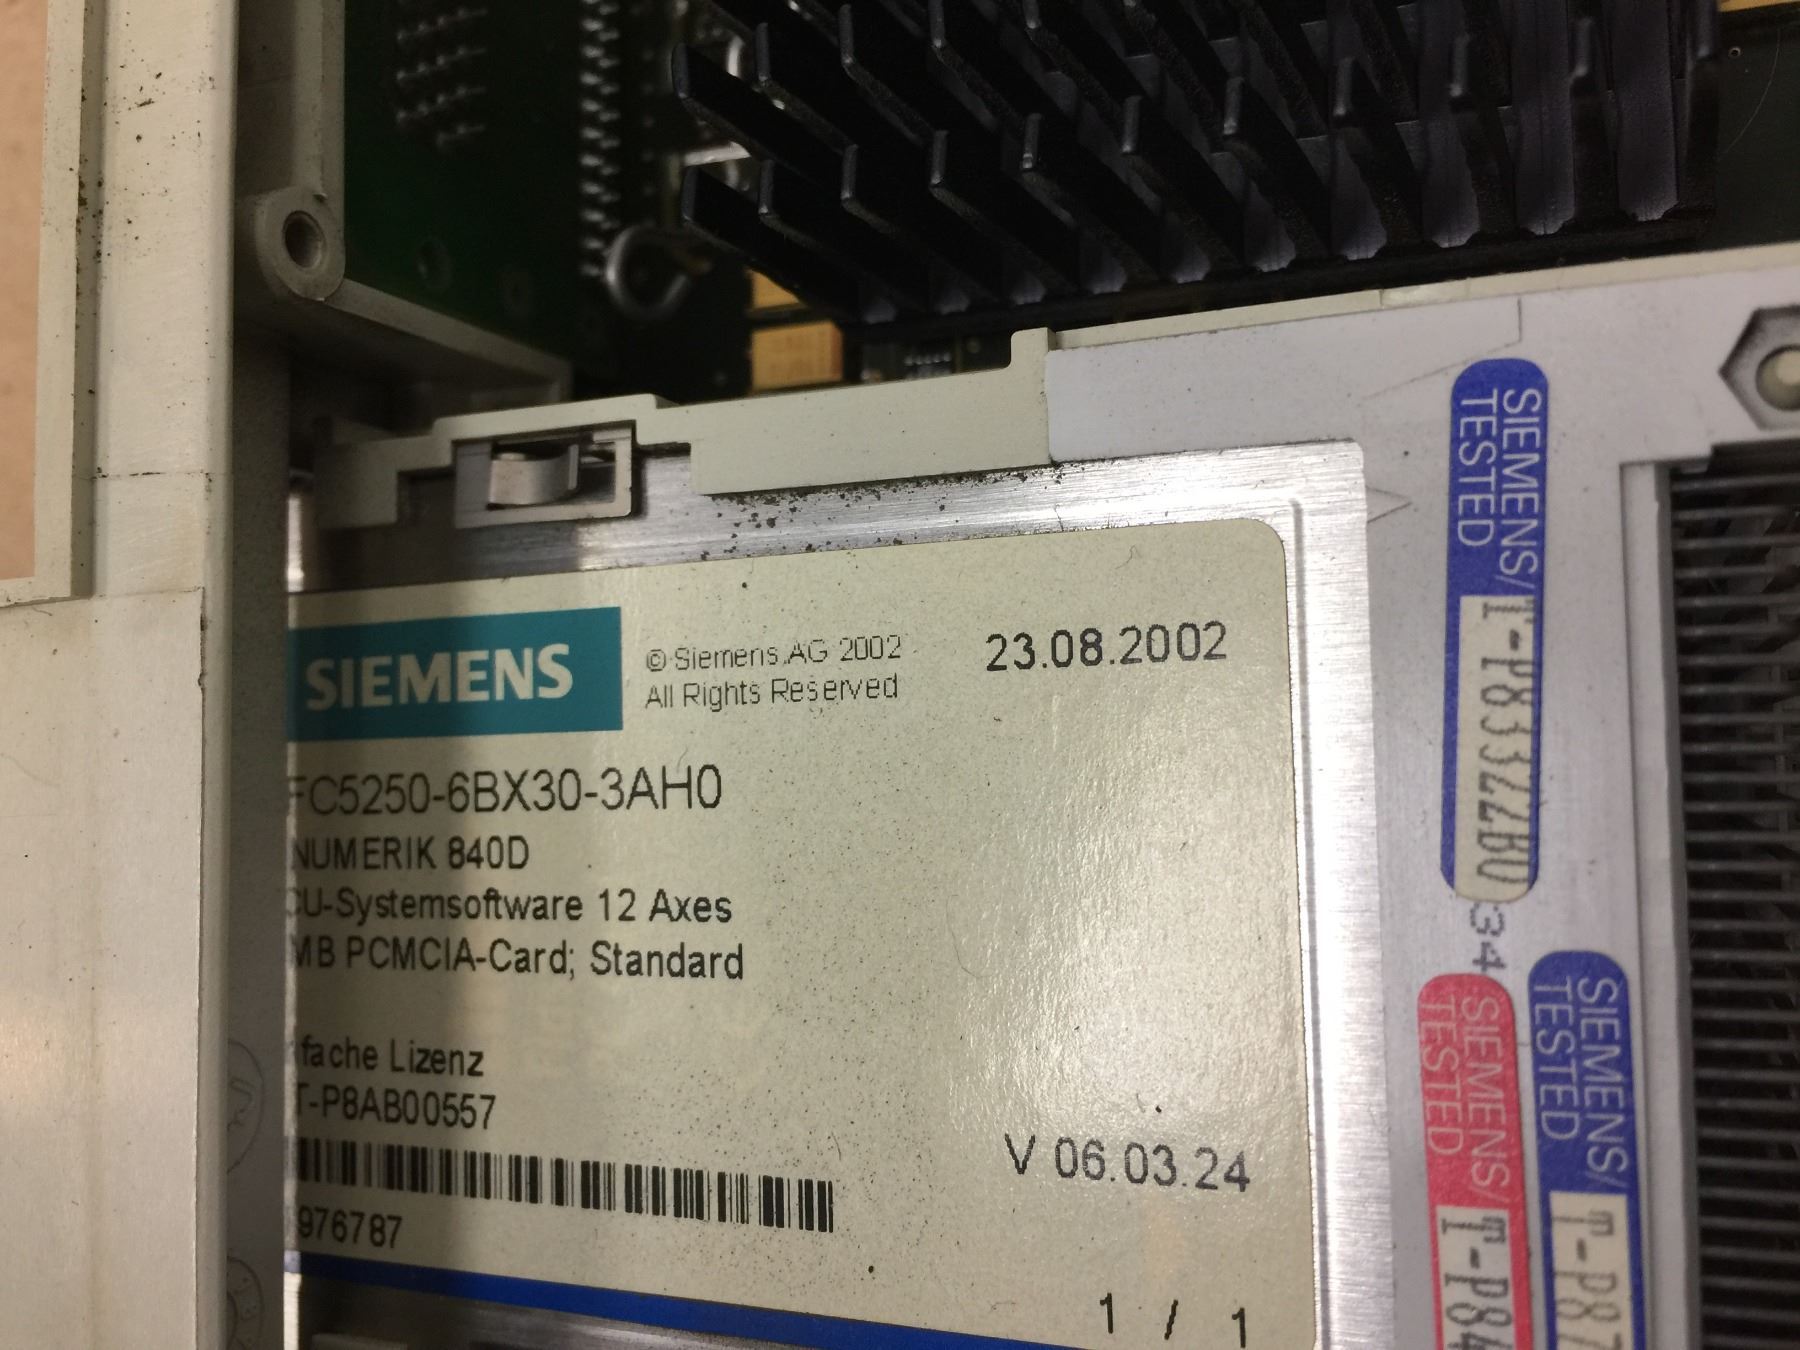 SIEMENS
© Siemens AG 2002
All Rights Reserved
23.08.2002
FC5250-6BX30-3AH0
NUMERIK 840D
CU-Systemsoftware 12 Axes
MB PCMCIA-Card; Standard
fache Lizenz
T-P8AB00557
V 06.03.24
976787
1 / 1
SIEMENS/
TESTED
34
SIEMENS/
TESTED
T-P84
SIEMENS/
TESTED
T-P87